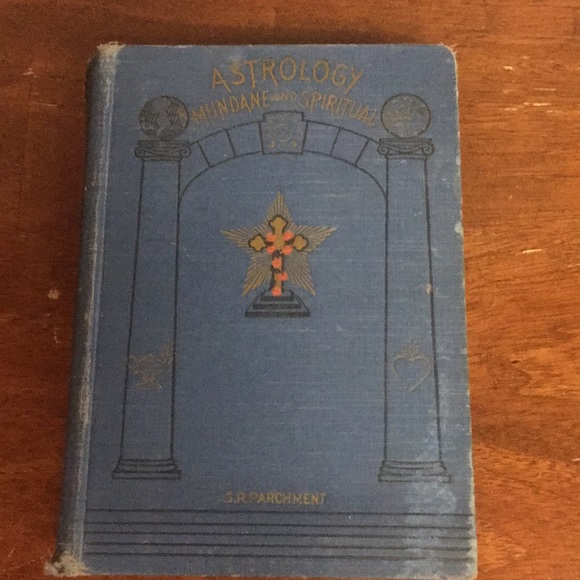 ASTROLOGY
MUNDANE AND SPIRITUAL
S.R. PARCHMENT